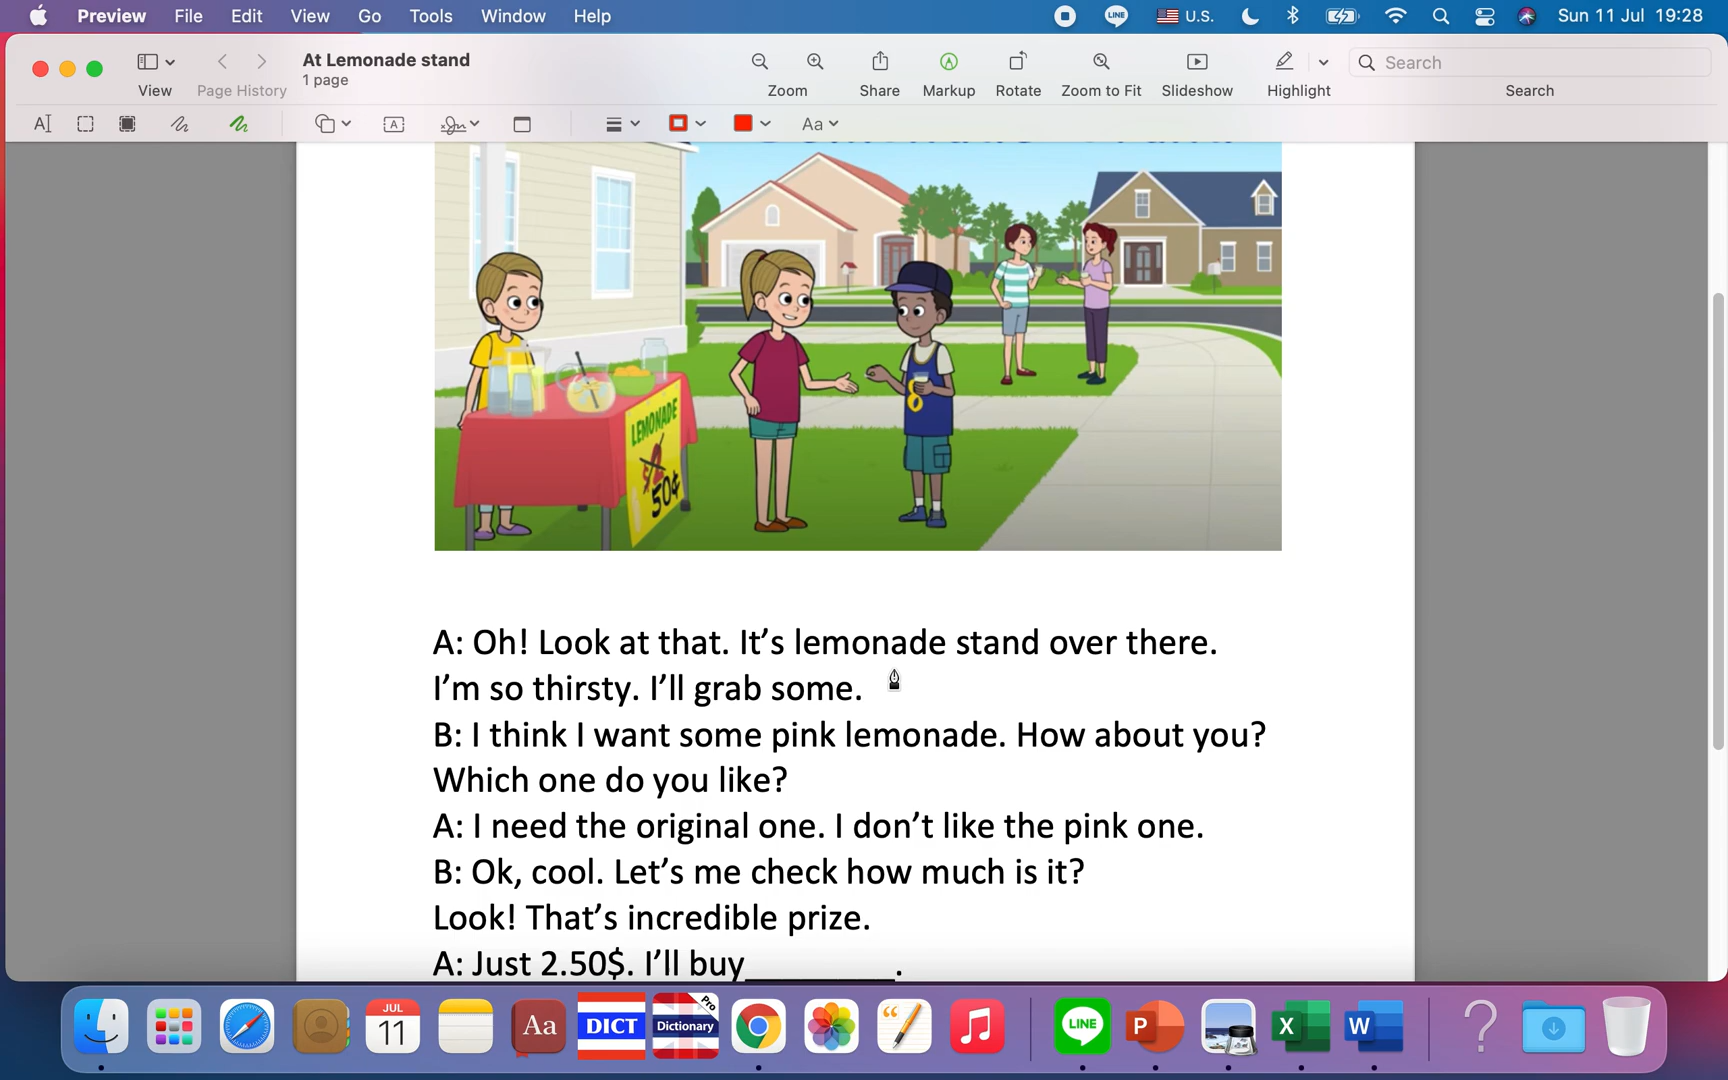 Preview File Edit View Go Tools Window Help LINE U.S. Sun 11 Jul 19:28
At Lemonade stand
1 page
Search
View Page History Zoom Share Markup Rotate Zoom to Fit Slideshow Highlight Search
A A Aa
LEMONADE
50¢
A: Oh! Look at that. It’s lemonade stand over there.
I’m so thirsty. I’ll grab some.
B: I think I want some pink lemonade. How about you?
Which one do you like?
A: I need the original one. I don’t like the pink one.
B: Ok, cool. Let’s me check how much is it?
Look! That’s incredible prize.
A: Just 2.50$. I’ll buy_________.
JUL
11
Aa
DICT
Pro
Dictionary
LINE
P
X
W